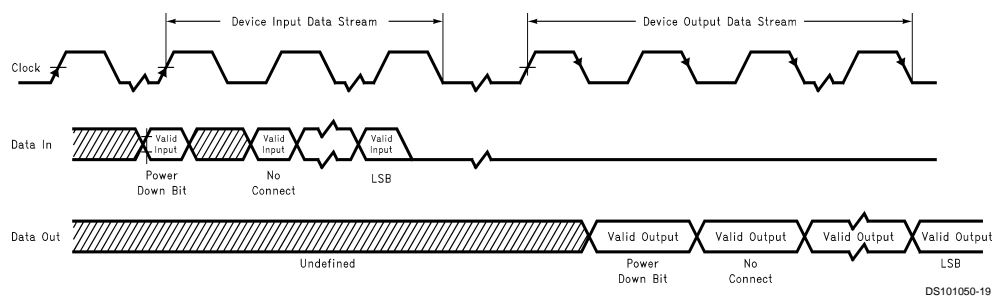 Device Input Data Stream
Device Output Data Stream
Clock
Data In
Valid Input
Valid Input
Valid Input
Power Down Bit
No Connect
LSB
Data Out
Valid Output
Valid Output
Valid Output
Valid Output
Undefined
Power Down Bit
No Connect
LSB
DS101050-19